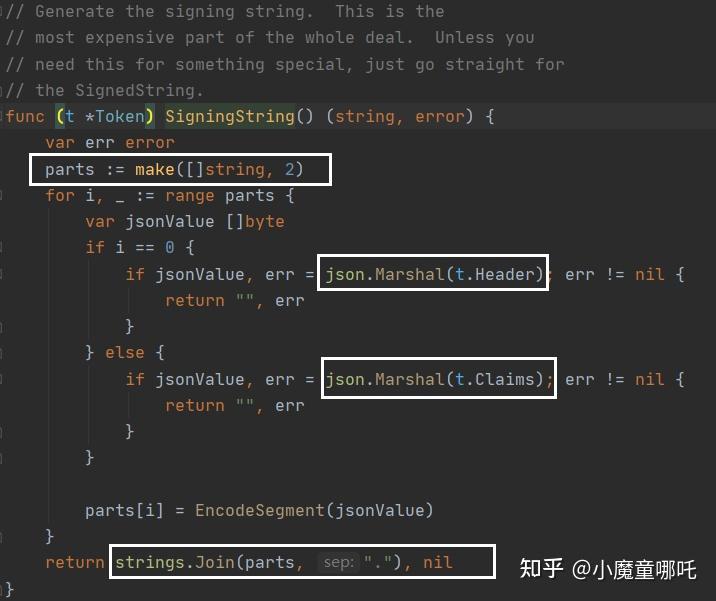 // Generate the signing string.  This is the
// most expensive part of the whole deal.  Unless you
// need this for something special, just go straight for
// the SignedString.
func (t *Token) SigningString() (string, error) {
    var err error
    parts := make([]string, 2)
    for i, _ := range parts {
        var jsonValue []byte
        if i == 0 {
            if jsonValue, err = json.Marshal(t.Header); err != nil {
                return "", err
            }
        } else {
            if jsonValue, err = json.Marshal(t.Claims); err != nil {
                return "", err
            }
        }

        parts[i] = EncodeSegment(jsonValue)
    }
    return strings.Join(parts, sep: "."), nil
}
知乎 @小魔童哪吒